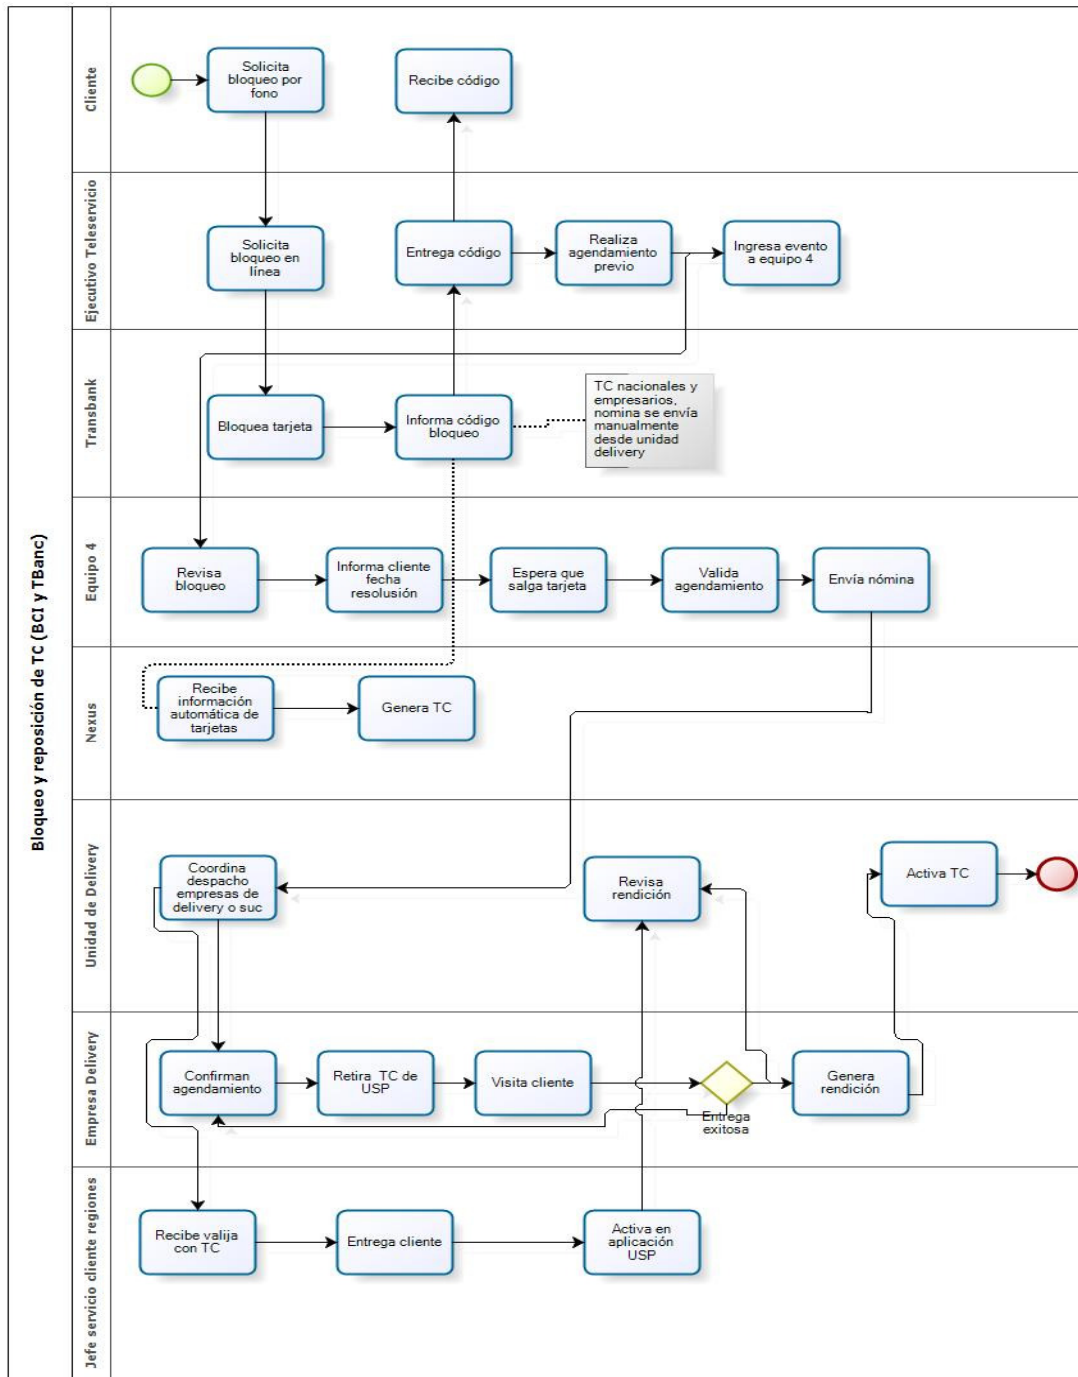 Bloqueo y reposición de TC (BCI y TBanc)
Cliente
Solicita
bloqueo por
fono
Recibe código
Ejecutivo Teleservicio
Solicita
bloqueo en
línea
Entrega código
Realiza
agendamiento
previo
Ingresa evento
a equipo 4
Transbank
Bloquea tarjeta
Informa código
bloqueo
TC nacionales y
empresarios,
nomina se envía
manualmente
desde unidad
delivery
Equipo 4
Revisa
bloqueo
Informa cliente
fecha
resolusión
Espera que
salga tarjeta
Valida
agendamiento
Envía nómina
Nexus
Recibe
información
automática de
tarjetas
Genera TC
Unidad de Delivery
Coordina
despacho
empresas de
delivery o suc
Revisa
rendición
Activa TC
Empresa Delivery
Confirman
agendamiento
Retira TC de
USP
Visita cliente
Entrega
exitosa
Genera
rendición
Jefe servicio cliente regiones
Recibe valija
con TC
Entrega cliente
Activa en
aplicación
USP